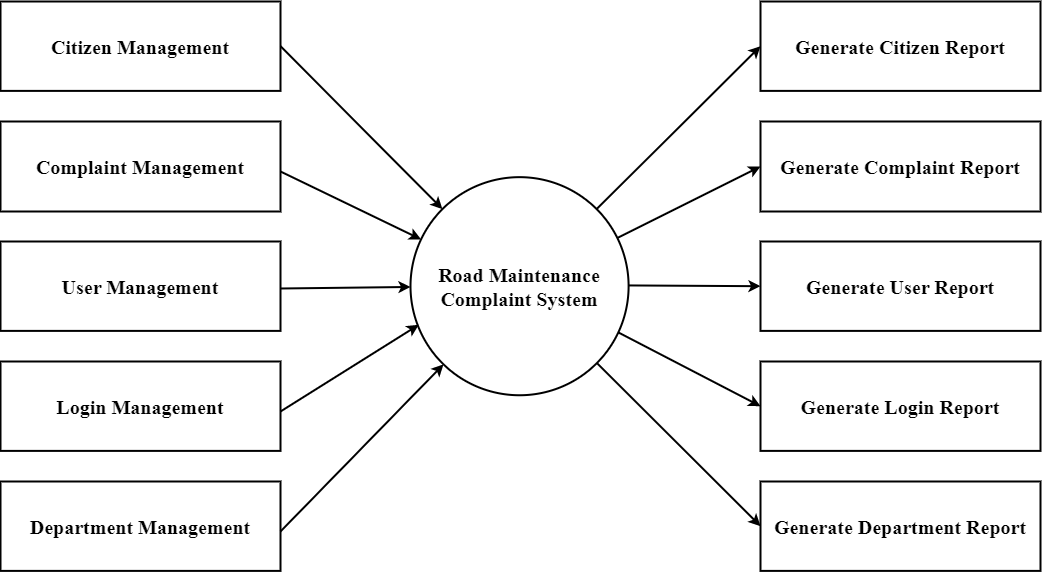 Citizen Management
Complaint Management
User Management
Login Management
Department Management
Road Maintenance
Complaint System
Generate Citizen Report
Generate Complaint Report
Generate User Report
Generate Login Report
Generate Department Report